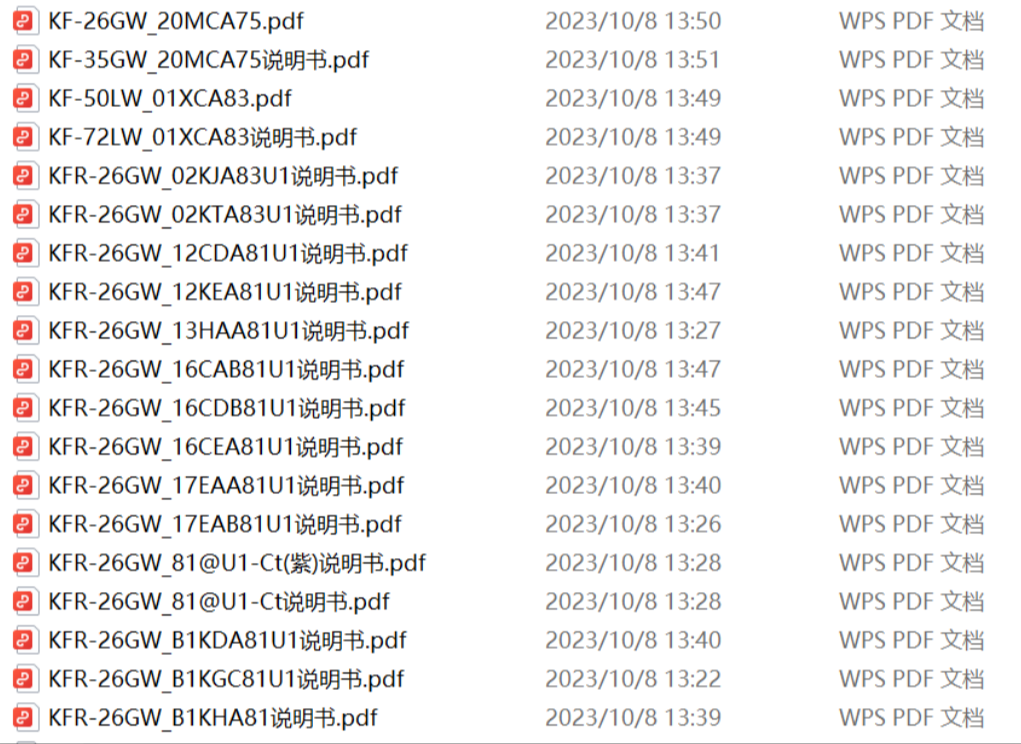 KF-26GW_20MCA75.pdf 2023/10/8 13:50 WPS PDF 文档
KF-35GW_20MCA75说明书.pdf 2023/10/8 13:51 WPS PDF 文档
KF-50LW_01XCA83.pdf 2023/10/8 13:49 WPS PDF 文档
KF-72LW_01XCA83说明书.pdf 2023/10/8 13:49 WPS PDF 文档
KFR-26GW_02KJA83U1说明书.pdf 2023/10/8 13:37 WPS PDF 文档
KFR-26GW_02KTA83U1说明书.pdf 2023/10/8 13:37 WPS PDF 文档
KFR-26GW_12CDA81U1说明书.pdf 2023/10/8 13:41 WPS PDF 文档
KFR-26GW_12KEA81U1说明书.pdf 2023/10/8 13:47 WPS PDF 文档
KFR-26GW_13HAA81U1说明书.pdf 2023/10/8 13:27 WPS PDF 文档
KFR-26GW_16CAB81U1说明书.pdf 2023/10/8 13:47 WPS PDF 文档
KFR-26GW_16CDB81U1说明书.pdf 2023/10/8 13:45 WPS PDF 文档
KFR-26GW_16CEA81U1说明书.pdf 2023/10/8 13:39 WPS PDF 文档
KFR-26GW_17EAA81U1说明书.pdf 2023/10/8 13:40 WPS PDF 文档
KFR-26GW_17EAB81U1说明书.pdf 2023/10/8 13:26 WPS PDF 文档
KFR-26GW_81@U1-Ct(紫)说明书.pdf 2023/10/8 13:28 WPS PDF 文档
KFR-26GW_81@U1-Ct说明书.pdf 2023/10/8 13:28 WPS PDF 文档
KFR-26GW_B1KDA81U1说明书.pdf 2023/10/8 13:40 WPS PDF 文档
KFR-26GW_B1KGC81U1说明书.pdf 2023/10/8 13:22 WPS PDF 文档
KFR-26GW_B1KHA81说明书.pdf 2023/10/8 13:39 WPS PDF 文档